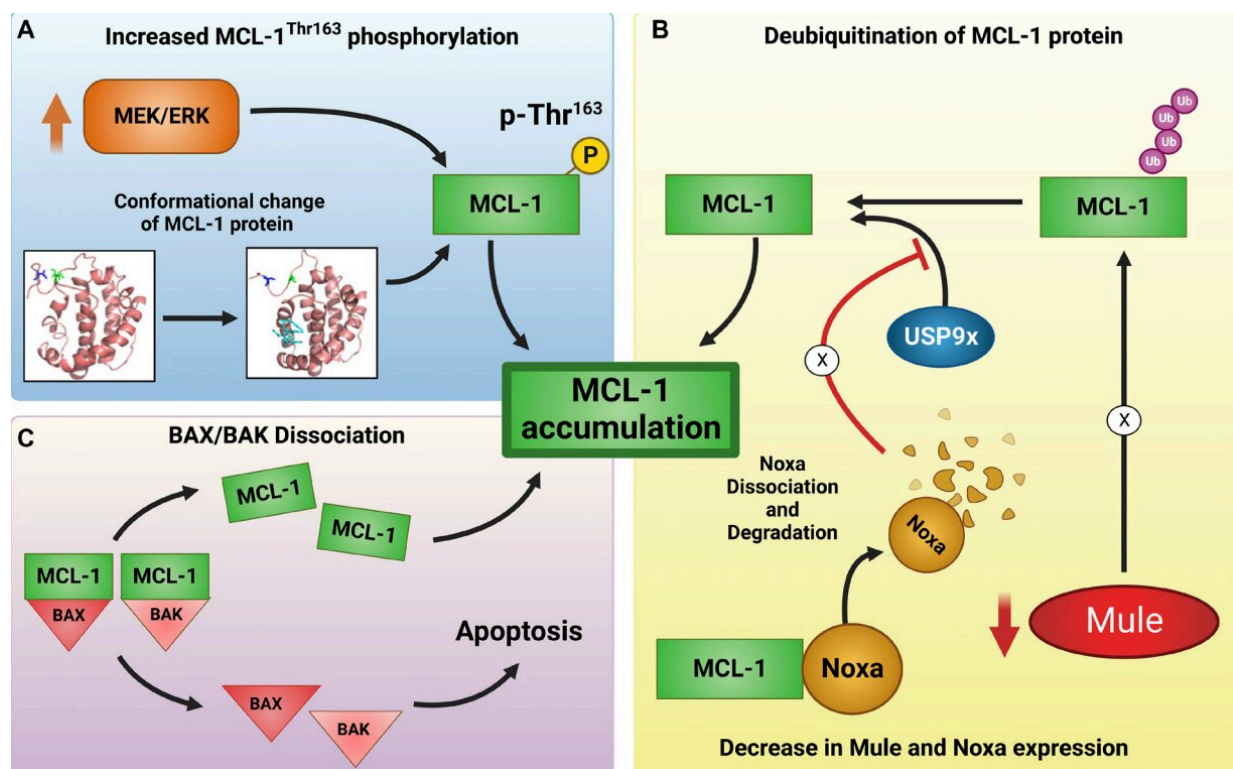 A
Increased MCL-1Thr163 phosphorylation
MEK/ERK
p-Thr163
P
MCL-1
Conformational change
of MCL-1 protein
B
Deubiquitination of MCL-1 protein
Ub
Ub
Ub
Ub
MCL-1
MCL-1
USP9x
X
X
MCL-1
accumulation
Noxa
Dissociation
and
Degradation
Noxa
Mule
MCL-1
Noxa
Decrease in Mule and Noxa expression
C
BAX/BAK Dissociation
MCL-1
MCL-1
MCL-1
MCL-1
BAX
BAK
Apoptosis
BAX
BAK